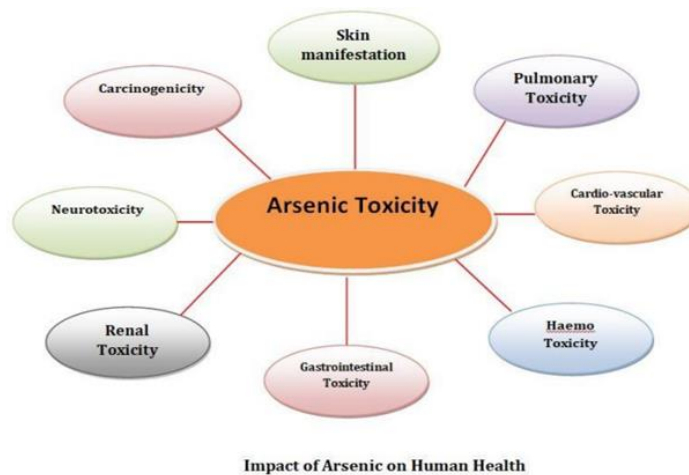 Skin
manifestation
Carcinogenicity
Pulmonary
Toxicity
Arsenic Toxicity
Neurotoxicity
Cardio-vascular
Toxicity
Renal
Toxicity
Haemo
Toxicity
Gastrointestinal
Toxicity
Impact of Arsenic on Human Health